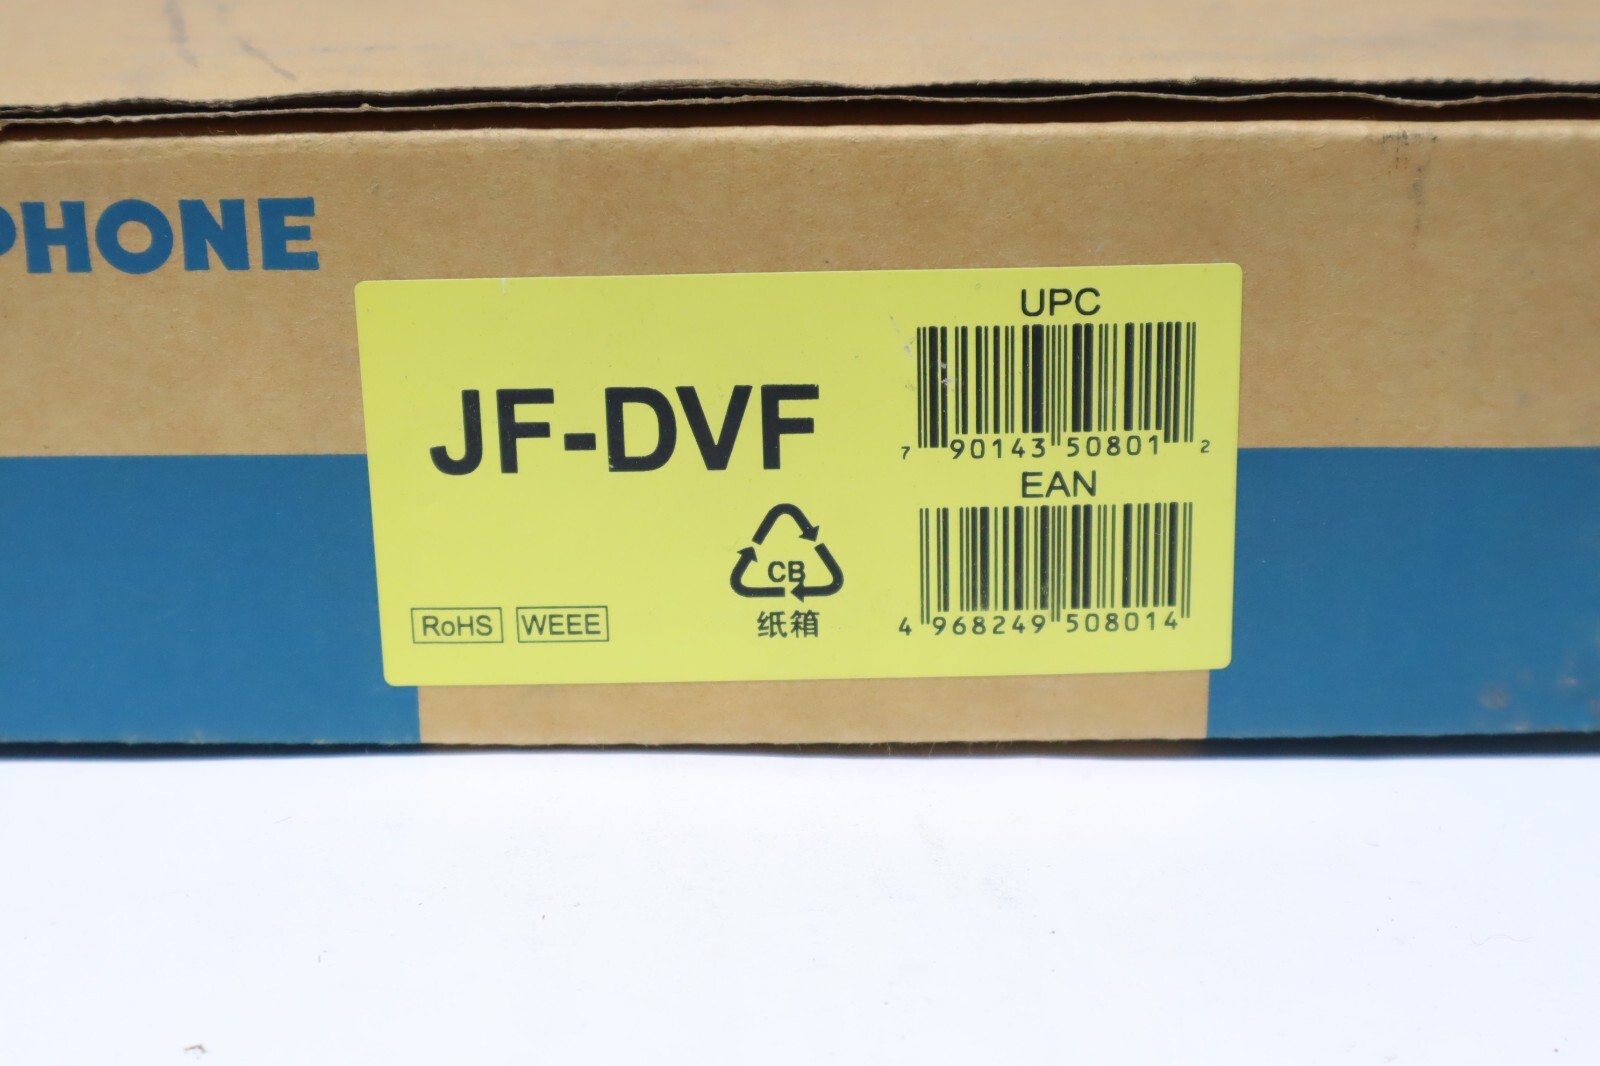 PHONE
JF-DVF
UPC
7 90143 50801 2
EAN
4 968249 508014
CB
纸箱
RoHS WEEE